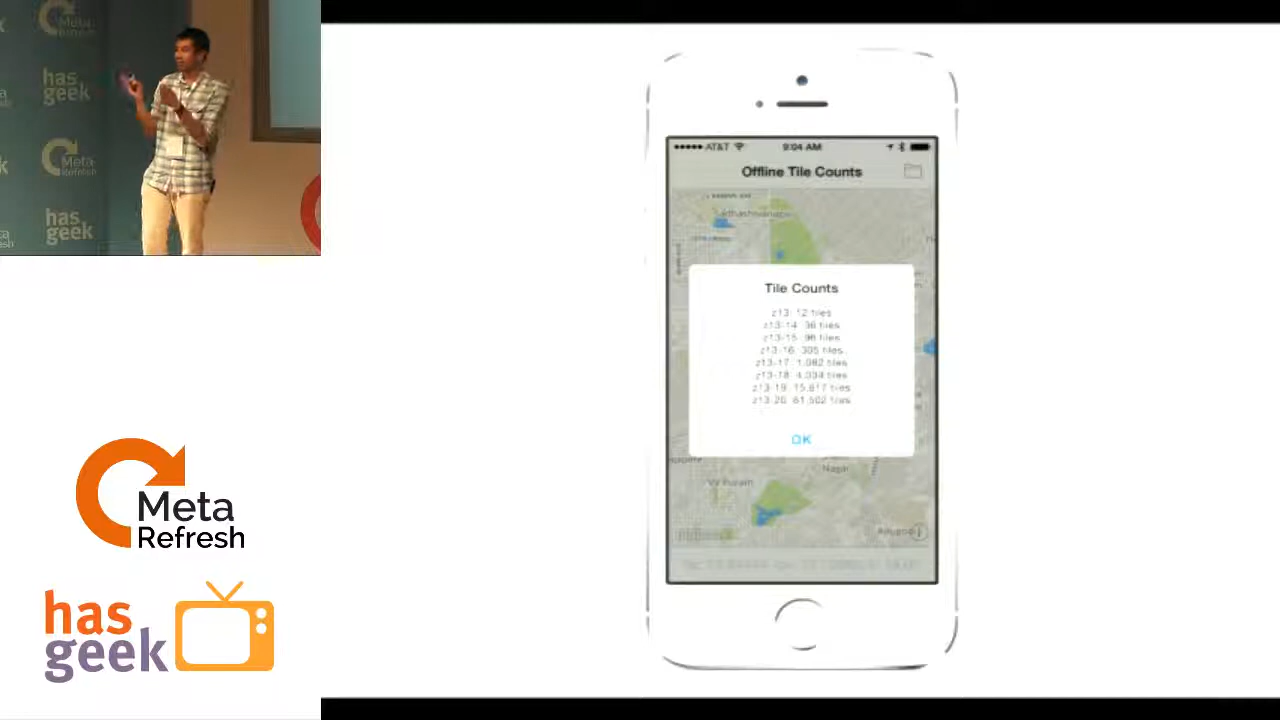 Meta
Refresh
has
geek
Meta
Refresh
has
geek
AT&T
9:04 AM
Offline Tile Counts
Tile Counts
z13: 12 tiles
z13-14: 36 tiles
z13-15: 96 tiles
z13-16: 305 tiles
z13-17: 1,082 tiles
z13-18: 4,034 tiles
z13-19: 15,617 tiles
z13-20: 61,502 tiles
OK
Nagar
Meta
Refresh
has
geek